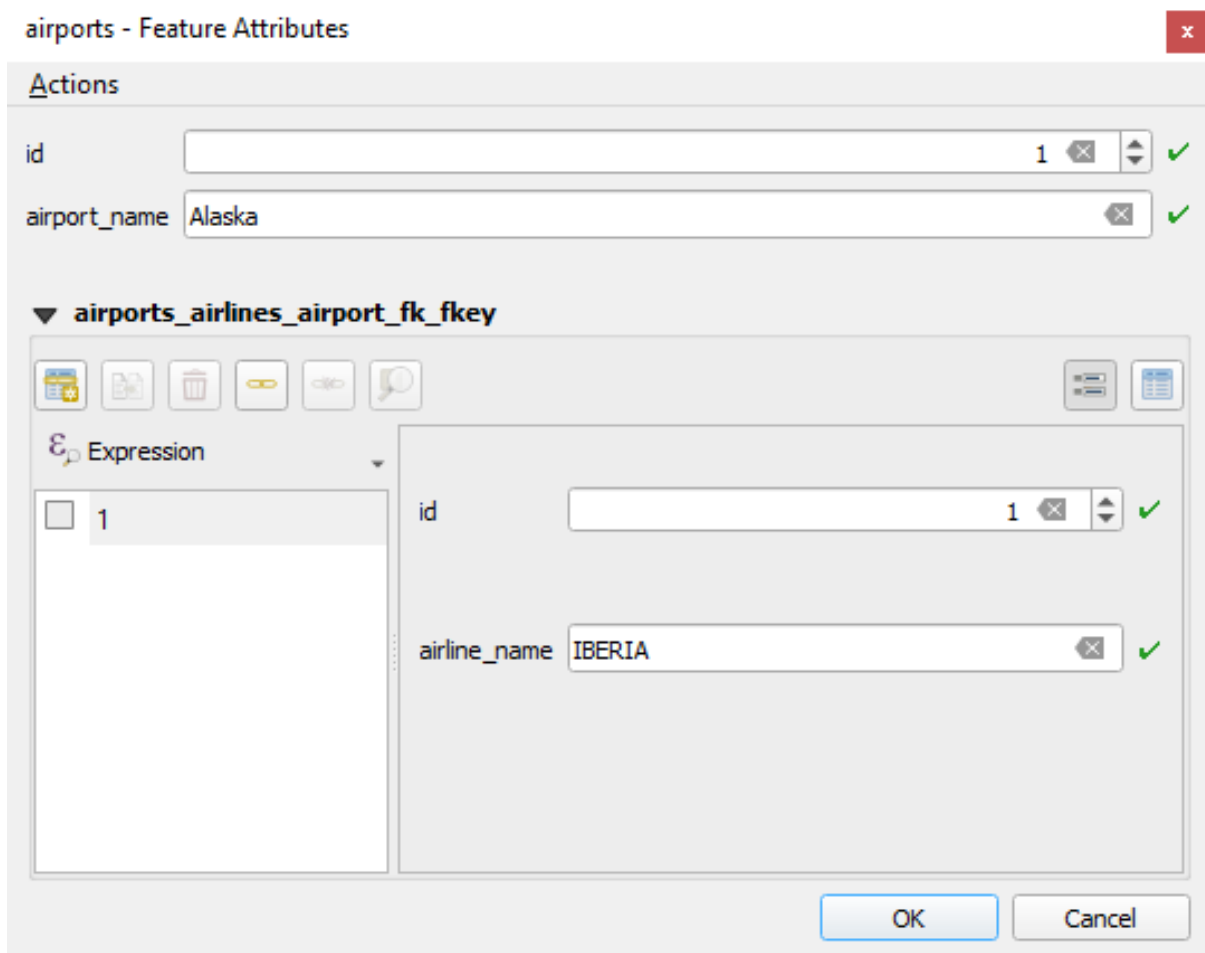 airports - Feature Attributes
x
Actions
id 1
airport_name Alaska
airports_airlines_airport_fk_fkey
ε Expression
1
id 1
airline_name IBERIA
OK Cancel